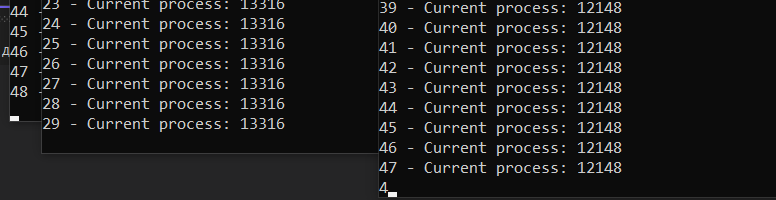 44
45
46
47
48
23 - Current process: 13316
24 - Current process: 13316
25 - Current process: 13316
26 - Current process: 13316
27 - Current process: 13316
28 - Current process: 13316
29 - Current process: 13316
39 - Current process: 12148
40 - Current process: 12148
41 - Current process: 12148
42 - Current process: 12148
43 - Current process: 12148
44 - Current process: 12148
45 - Current process: 12148
46 - Current process: 12148
47 - Current process: 12148
4